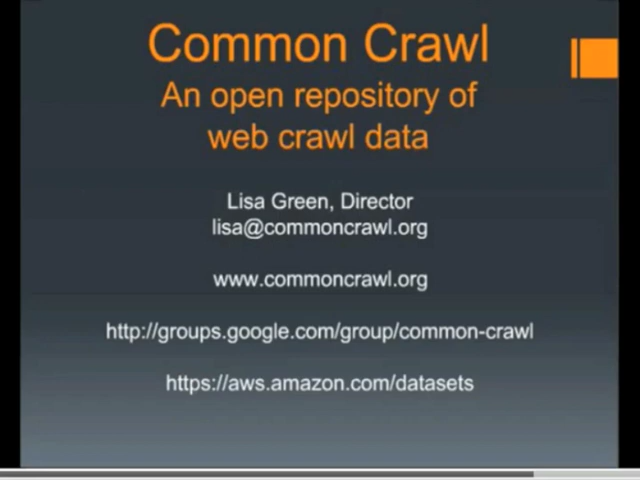 Common Crawl
An open repository of
web crawl data
Lisa Green, Director
lisa@commoncrawl.org
www.commoncrawl.org
http://groups.google.com/group/common-crawl
https://aws.amazon.com/datasets